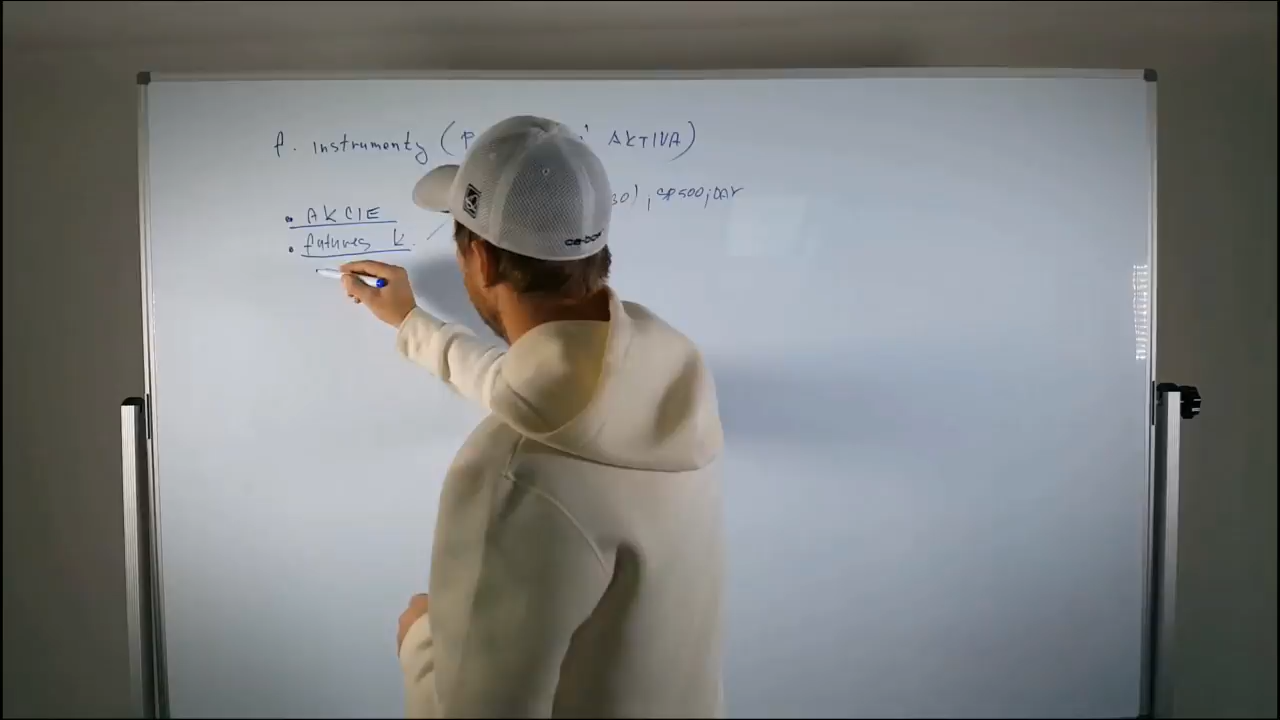 f. instrumenty (P AKTIVA)
30), SP500, DAX
• AKCIE
• futures k.